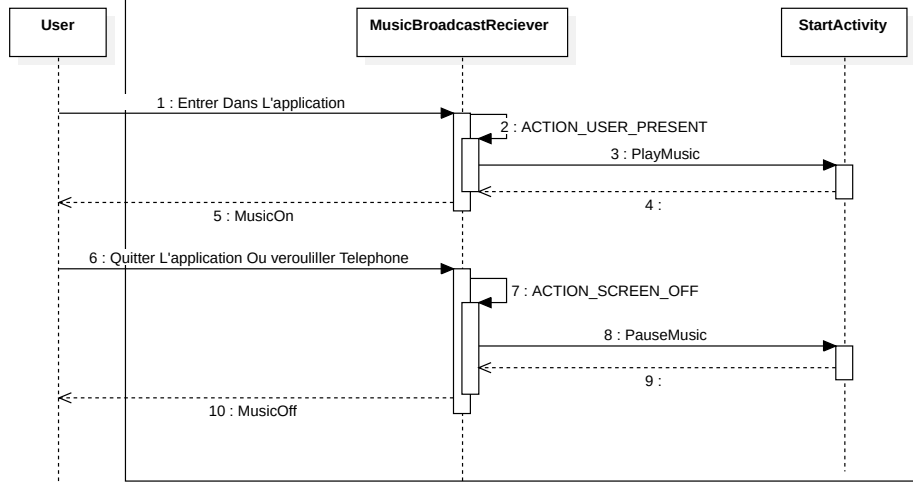 User
MusicBroadcastReciever
StartActivity
1 : Entrer Dans L'application
2 : ACTION_USER_PRESENT
3 : PlayMusic
4 :
5 : MusicOn
6 : Quitter L'application Ou verouliller Telephone
7 : ACTION_SCREEN_OFF
8 : PauseMusic
9 :
10 : MusicOff